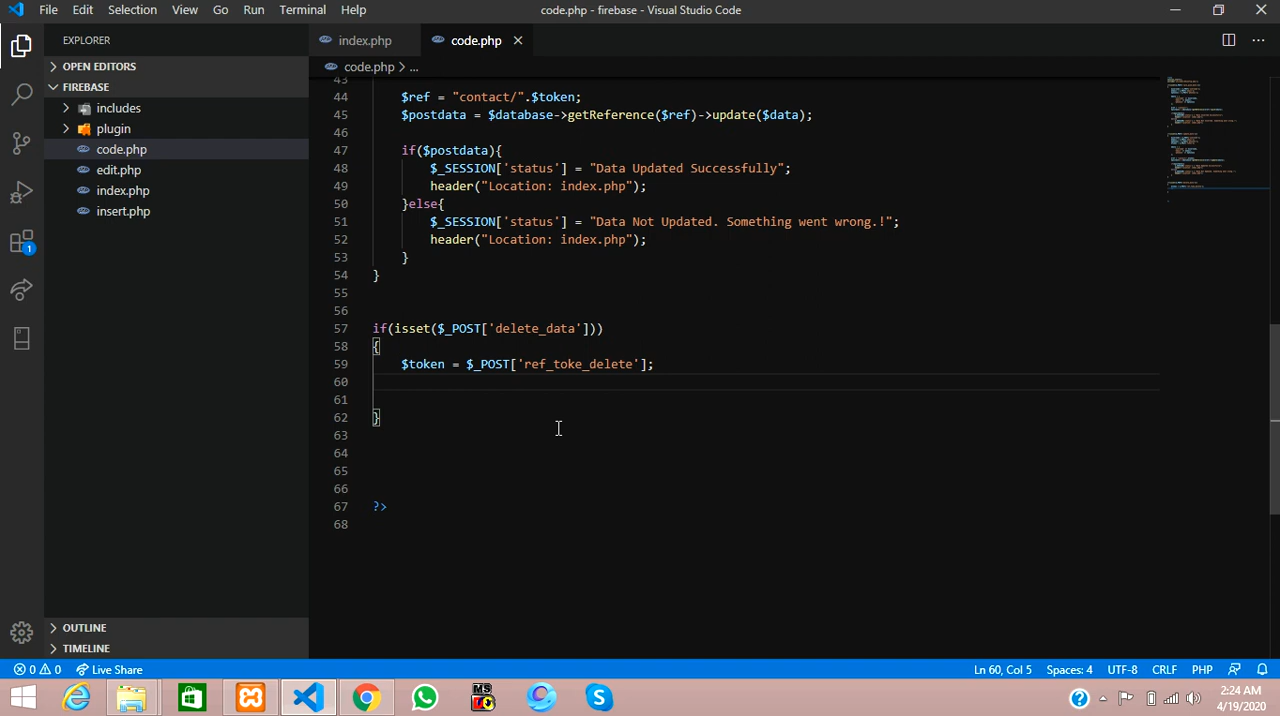 File Edit Selection View Go Run Terminal Help code.php - firebase - Visual Studio Code
EXPLORER
index.php code.php
OPEN EDITORS
code.php > ...
FIREBASE
includes
plugin
code.php
edit.php
index.php
insert.php
OUTLINE
TIMELINE
1
43
44 $ref = "contact/".$token;
45 $postdata = $database->getReference($ref)->update($data);
46
47 if($postdata){
48 $_SESSION['status'] = "Data Updated Successfully";
49 header("Location: index.php");
50 }else{
51 $_SESSION['status'] = "Data Not Updated. Something went wrong.!";
52 header("Location: index.php");
53 }
54 }
55
56
57 if(isset($_POST['delete_data']))
58 {
59 $token = $_POST['ref_toke_delete'];
60
61
62 }
63
64
65
66
67 ?>
68
0 0 Live Share Ln 60, Col 5 Spaces: 4 UTF-8 CRLF PHP
MS
2:24 AM
4/19/2020